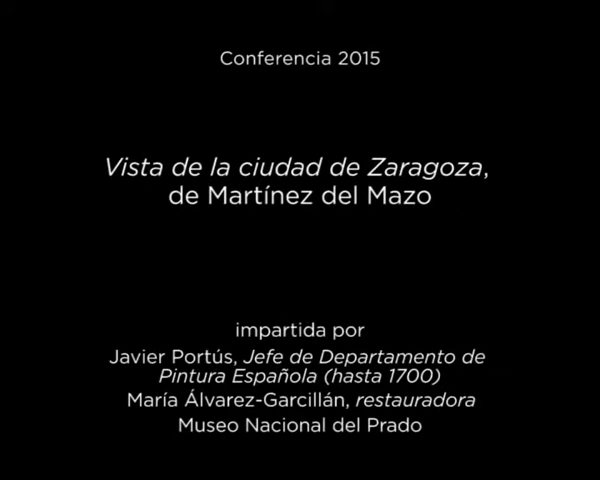 Conferencia 2015
Vista de la ciudad de Zaragoza,
de Martínez del Mazo
impartida por
Javier Portús, Jefe de Departamento de
Pintura Española (hasta 1700)
María Álvarez-Garcillán, restauradora
Museo Nacional del Prado